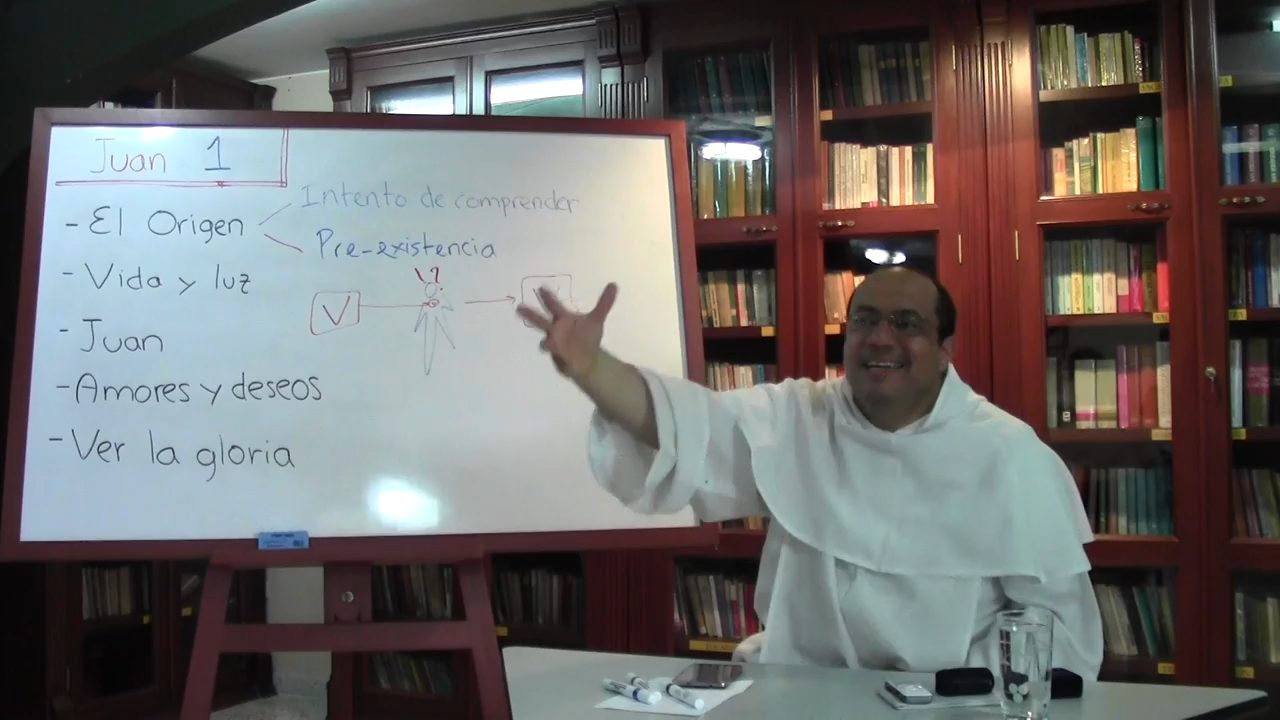 Juan 1
- El Origen
Intento de comprender
Pre-existencia
- Vida y luz
V
- Juan
- Amores y deseos
- Ver la gloria